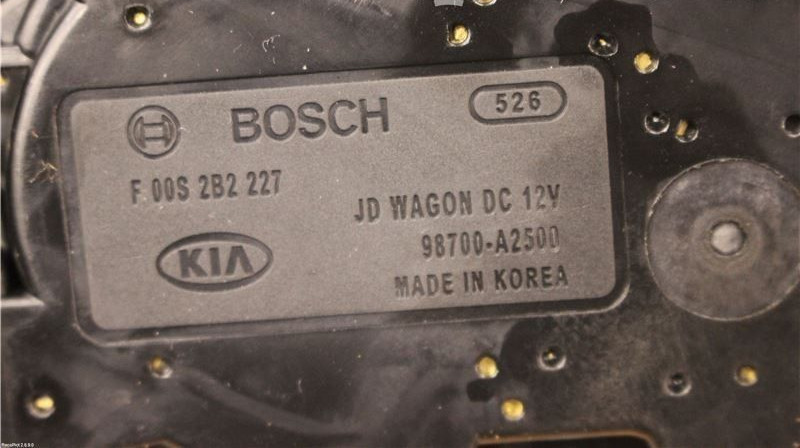 BOSCH
526
F 00S 2B2 227
JD WAGON DC 12V
98700-A2500
KIA
MADE IN KOREA